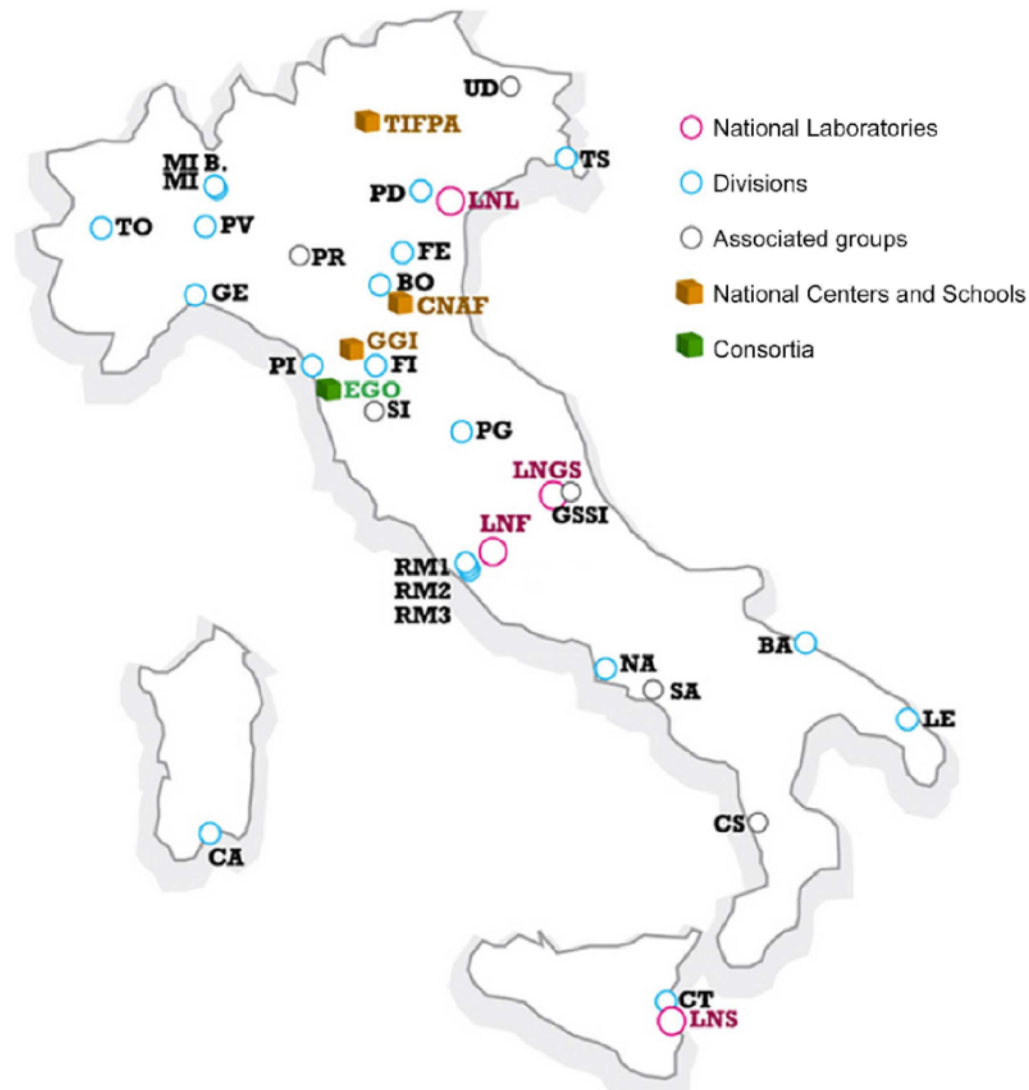 UD
TIFPA
National Laboratories
MI B.
MI
TS
PD
LNL
Divisions
TO
PV
PR
FE
Associated groups
BO
GE
CNAF
National Centers and Schools
GGI
PI
FI
Consortia
EGO
SI
PG
LNGS
GSSI
LNF
RM1
RM2
RM3
BA
NA
SA
LE
CS
CA
CT
LNS